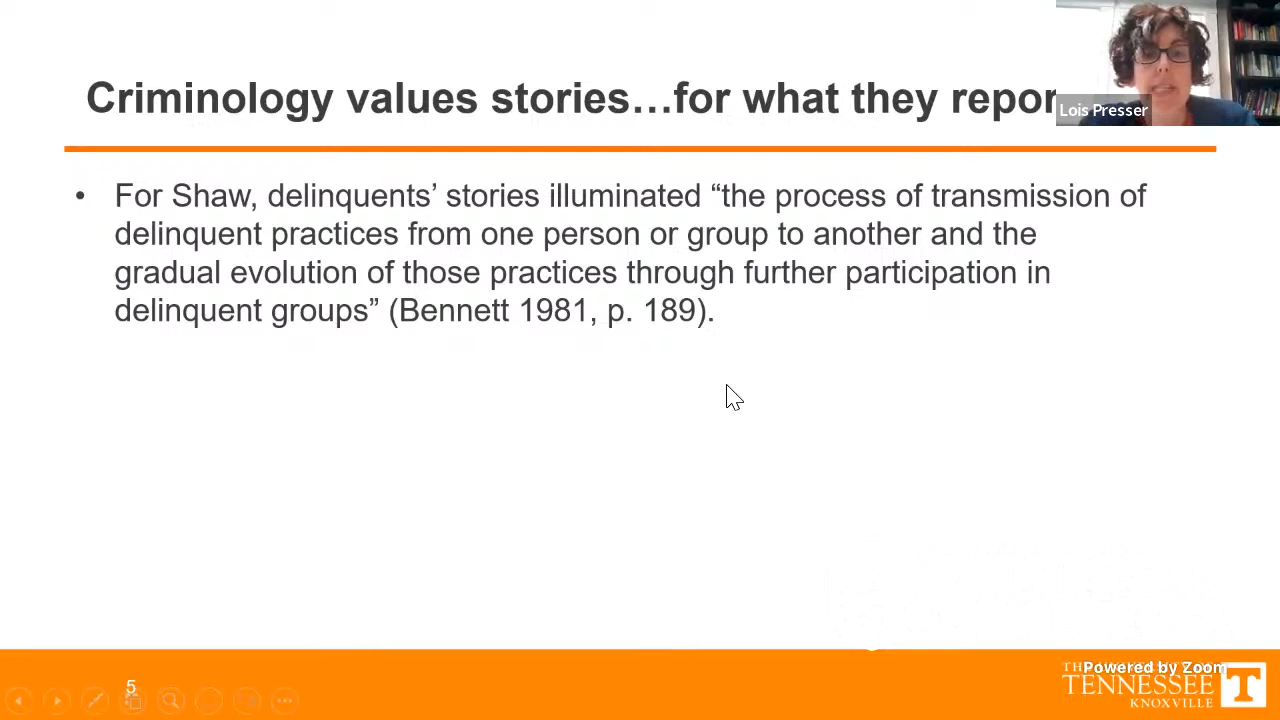 Criminology values stories…for what they repor
Lois Presser
• For Shaw, delinquents’ stories illuminated “the process of transmission of
delinquent practices from one person or group to another and the
gradual evolution of those practices through further participation in
delinquent groups” (Bennett 1981, p. 189).
5
Powered by Zoom
TENNESSEE
KNOXVILLE
T